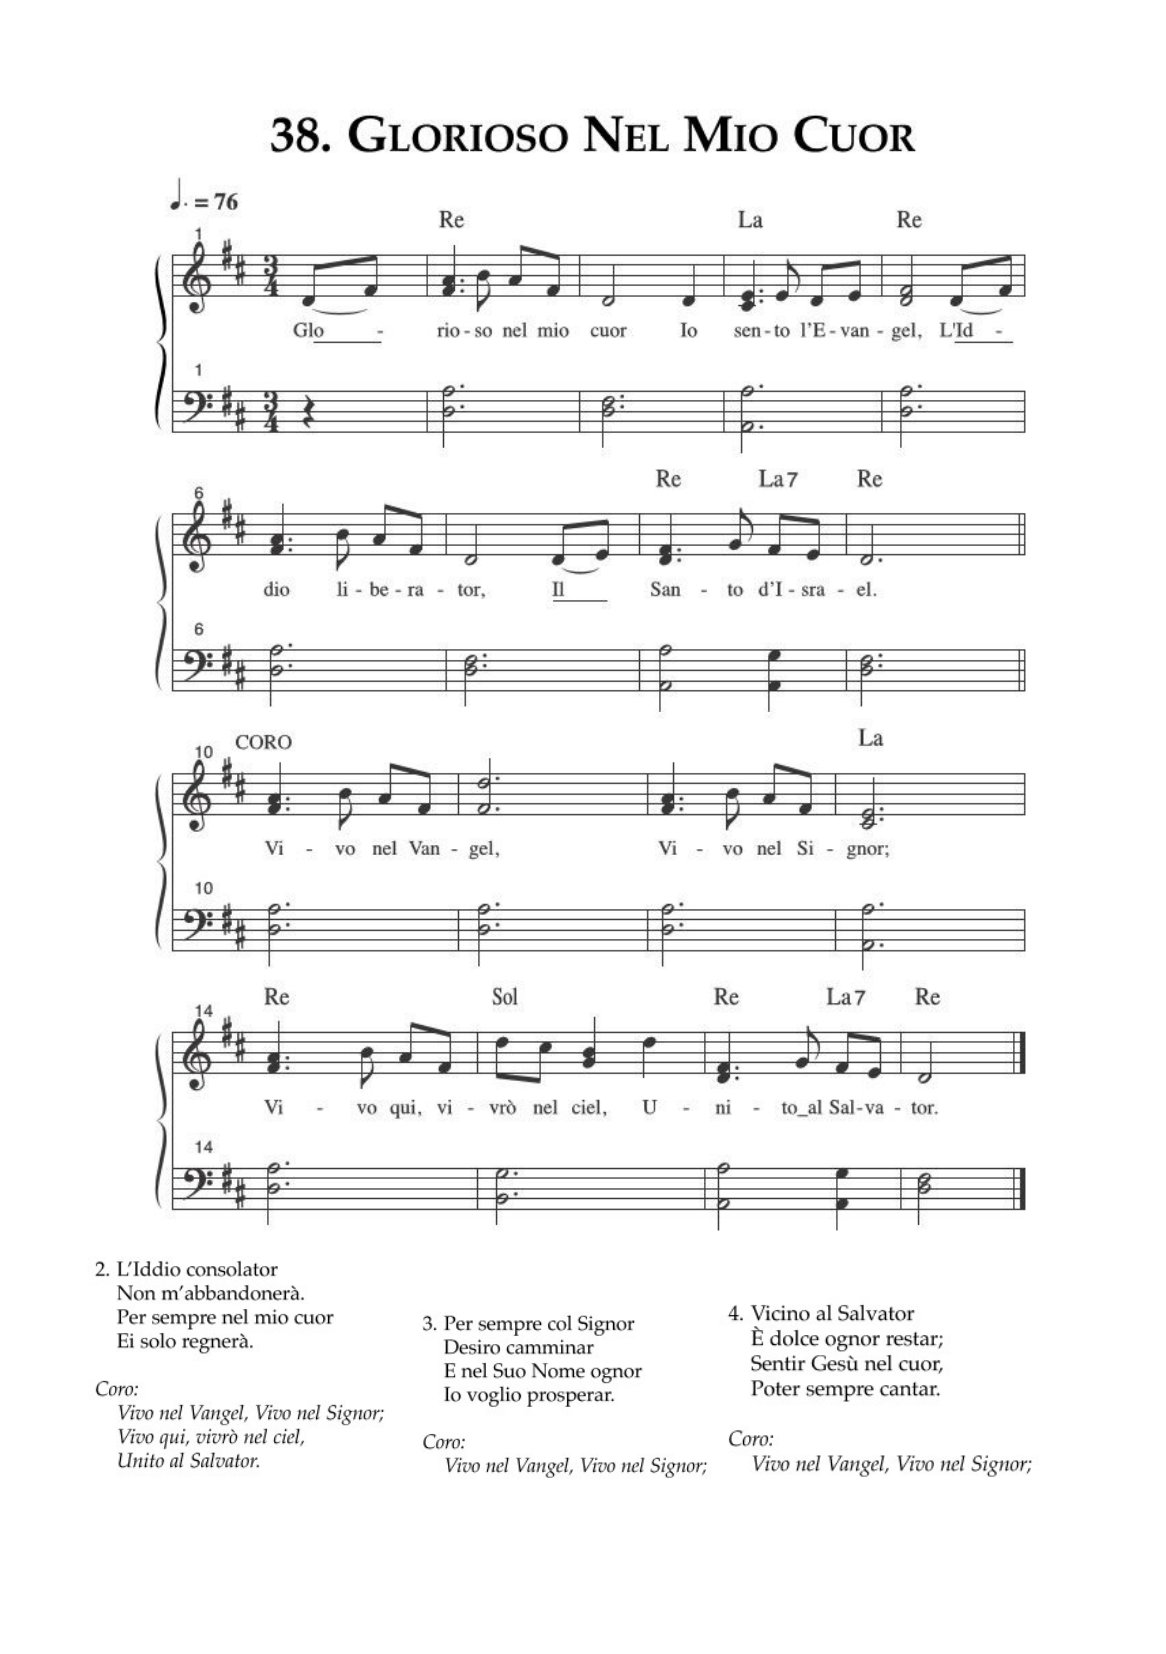 38. Glorioso Nel Mio Cuor
♩. = 76
Re La Re
1
3 4
Glo - rio - so nel mio cuor Io sen - to l'E - van - gel, L'Id -
1
3 4
Re La7 Re
6
dio li - be - ra - tor, Il San - to d'I - sra - el.
6
CORO La
10
Vi - vo nel Van - gel, Vi - vo nel Si - gnor;
10
Re Sol Re La7 Re
14
Vi - vo qui, vi - vrò nel ciel, U - ni - to_al Sal-va - tor.
14
2. L'Iddio consolator
Non m'abbandonerà.
Per sempre nel mio cuor
Ei solo regnerà.
Coro:
Vivo nel Vangel, Vivo nel Signor;
Vivo qui, vivrò nel ciel,
Unito al Salvator.
3. Per sempre col Signor
Desiro camminar
E nel Suo Nome ognor
Io voglio prosperar.
Coro:
Vivo nel Vangel, Vivo nel Signor;
4. Vicino al Salvator
È dolce ognor restar;
Sentir Gesù nel cuor,
Poter sempre cantar.
Coro:
Vivo nel Vangel, Vivo nel Signor;